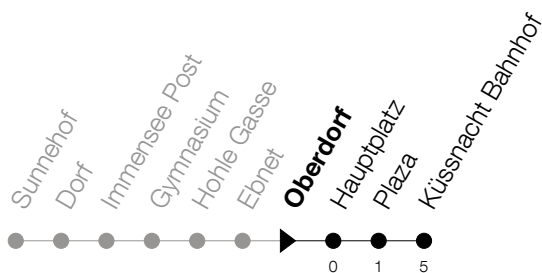 Sunnehof
Dorf
Immensee Post
Gymnasium
Hohle Gasse
Ebnet
Oberdorf
Hauptplatz
Plaza
Küssnacht Bahnhof
0
1
5